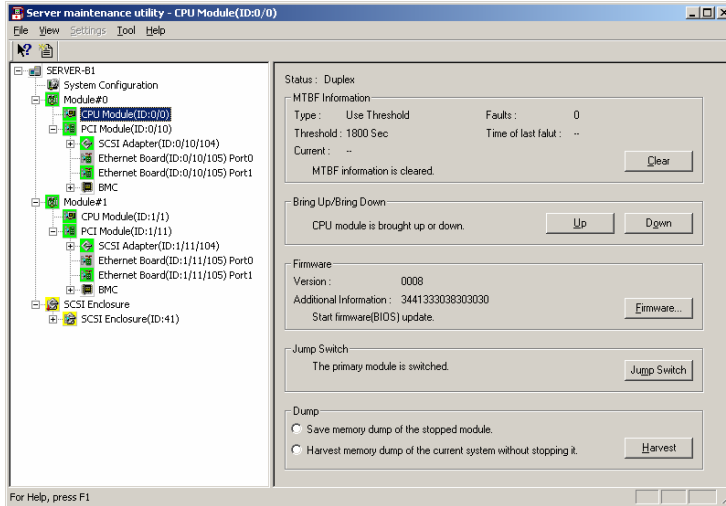 Server maintenance utility - CPU Module(ID:0/0)
File View Settings Tool Help
SERVER-B1
System Configuration
Module#0
CPU Module(ID:0/0)
PCI Module(ID:0/10)
SCSI Adapter(ID:0/10/104)
Ethernet Board(ID:0/10/105) Port0
Ethernet Board(ID:0/10/105) Port1
BMC
Module#1
CPU Module(ID:1/1)
PCI Module(ID:1/11)
SCSI Adapter(ID:1/11/104)
Ethernet Board(ID:1/11/105) Port0
Ethernet Board(ID:1/11/105) Port1
BMC
SCSI Enclosure
SCSI Enclosure(ID:41)
Status : Duplex
MTBF Information
Type : Use Threshold Faults : 0
Threshold : 1800 Sec Time of last falut : --
Current : --
MTBF information is cleared. Clear
Bring Up/Bring Down
CPU module is brought up or down. Up Down
Firmware
Version : 0008
Additional Information : 3441333038303030
Start firmware(BIOS) update. Firmware...
Jump Switch
The primary module is switched. Jump Switch
Dump
Save memory dump of the stopped module.
Harvest memory dump of the current system without stopping it. Harvest
For Help, press F1